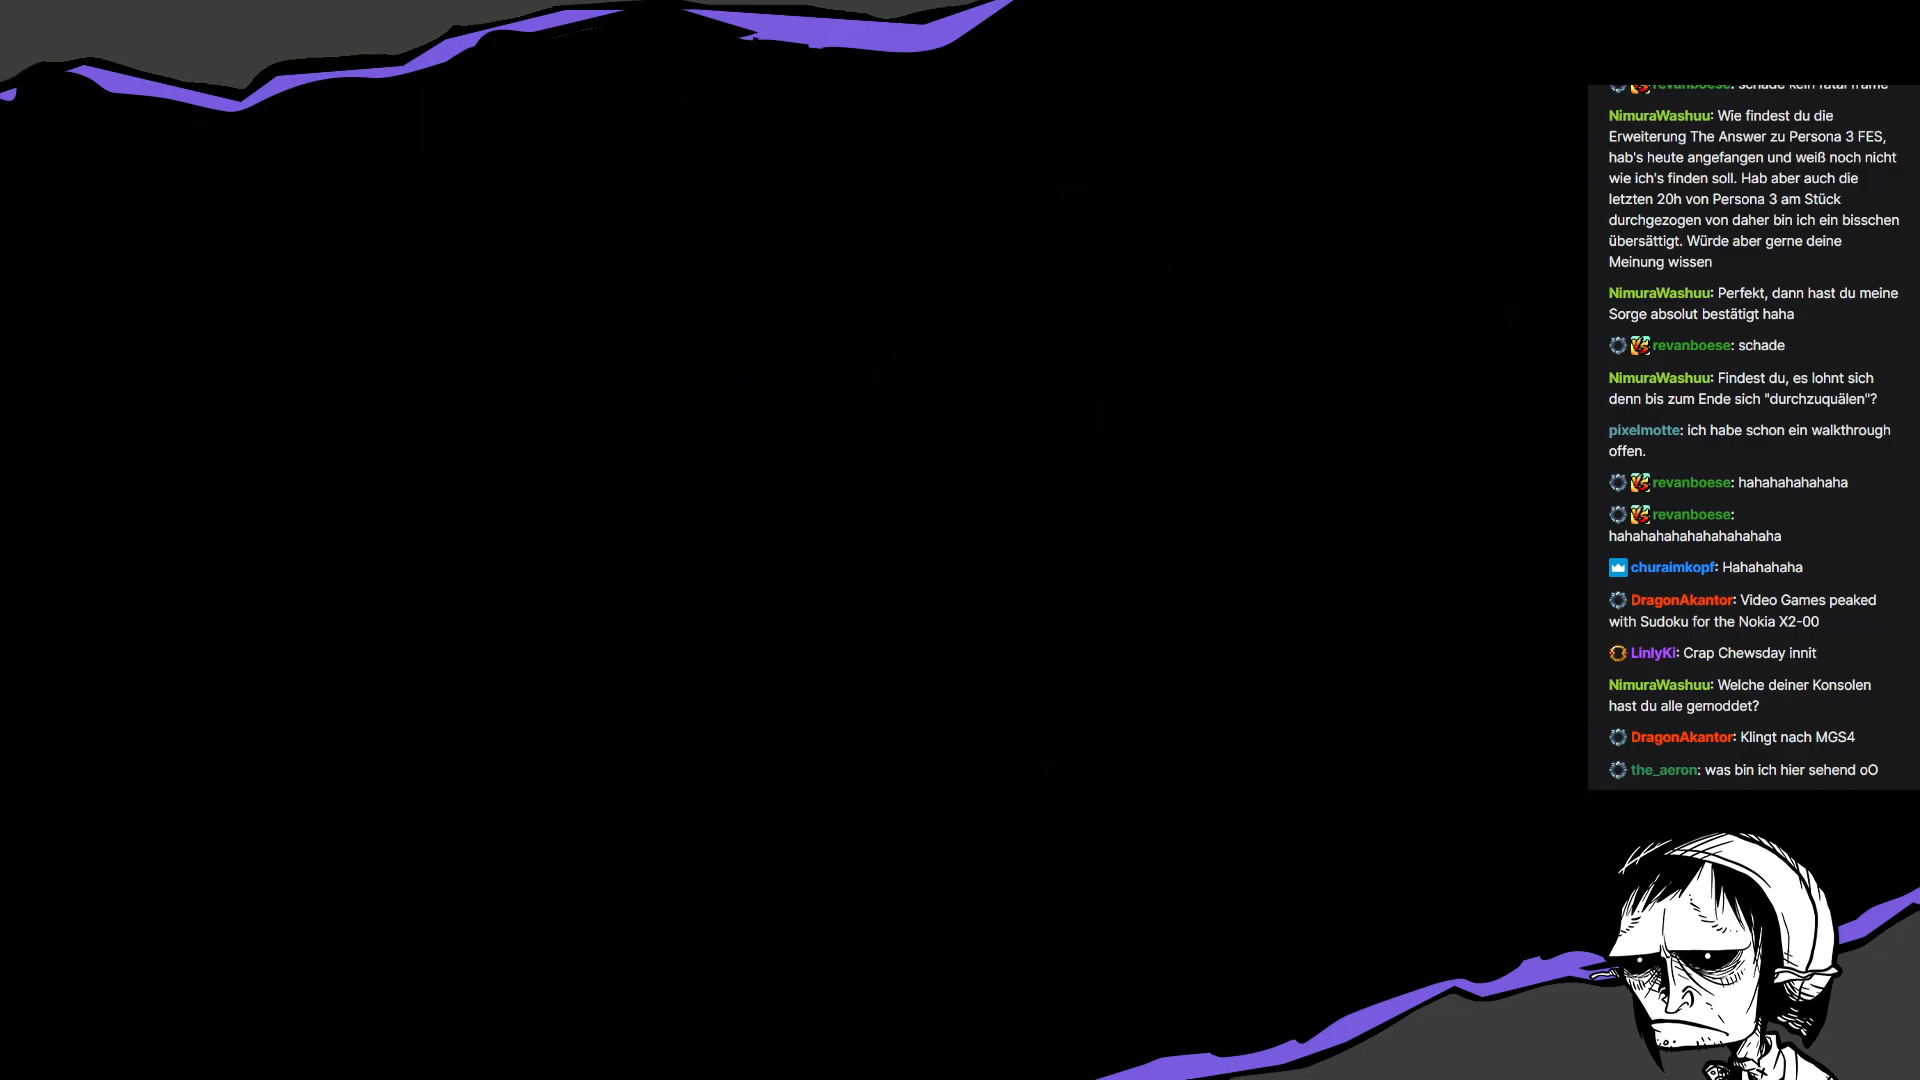 revanboese: schade kein fatal frame
NimuraWashuu: Wie findest du die
Erweiterung The Answer zu Persona 3 FES,
hab's heute angefangen und weiß noch nicht
wie ich's finden soll. Hab aber auch die
letzten 20h von Persona 3 am Stück
durchgezogen von daher bin ich ein bisschen
übersättigt. Würde aber gerne deine
Meinung wissen
NimuraWashuu: Perfekt, dann hast du meine
Sorge absolut bestätigt haha
revanboese: schade
NimuraWashuu: Findest du, es lohnt sich
denn bis zum Ende sich "durchzuquälen"?
pixelmotte: ich habe schon ein walkthrough
offen.
revanboese: hahahahahahaha
revanboese:
hahahahahahahahahahaha
churaimkopf: Hahahahaha
DragonAkantor: Video Games peaked
with Sudoku for the Nokia X2-00
LinlyKi: Crap Chewsday innit
NimuraWashuu: Welche deiner Konsolen
hast du alle gemoddet?
DragonAkantor: Klingt nach MGS4
the_aeron: was bin ich hier sehend oO